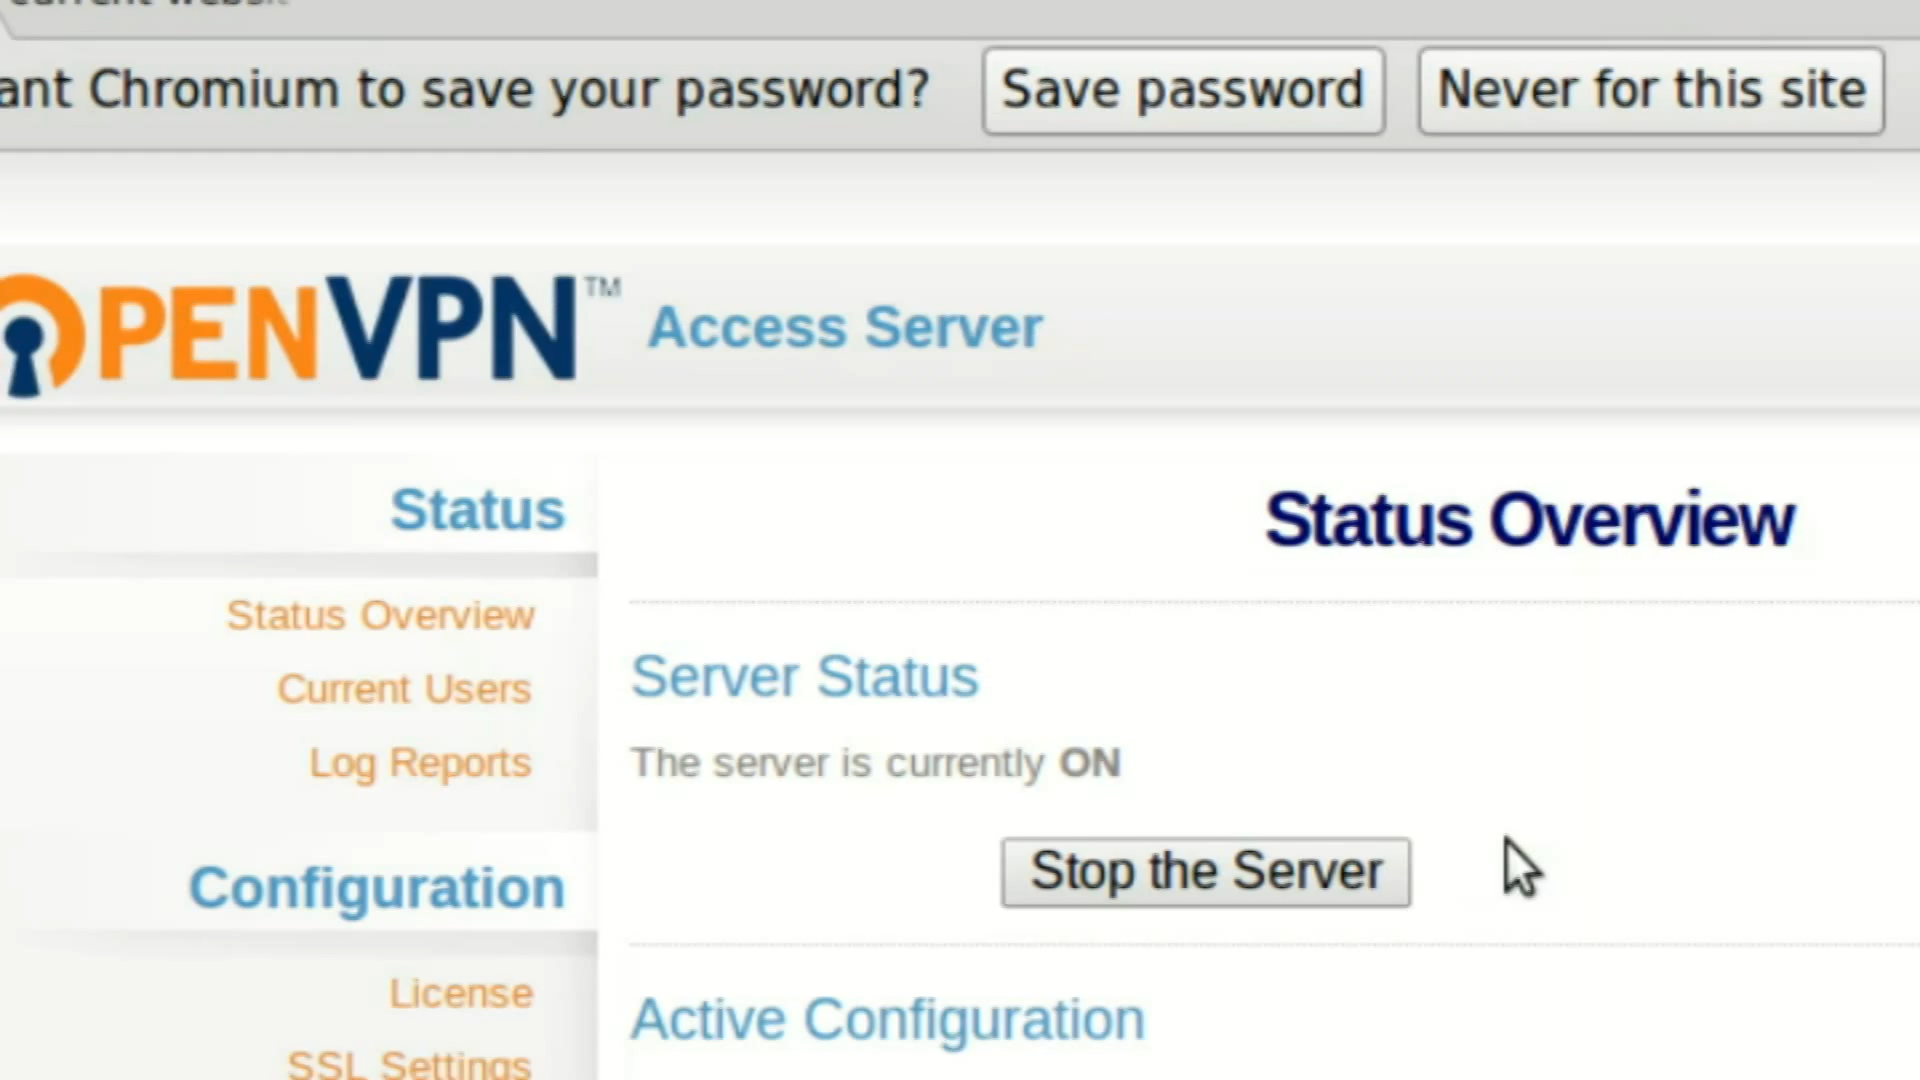 ant Chromium to save your password? Save password Never for this site
OPENVPN™ Access Server
Status
Status Overview
Current Users
Log Reports
Configuration
License
SSL Settings
Status Overview
Server Status
The server is currently ON
Stop the Server
Active Configuration